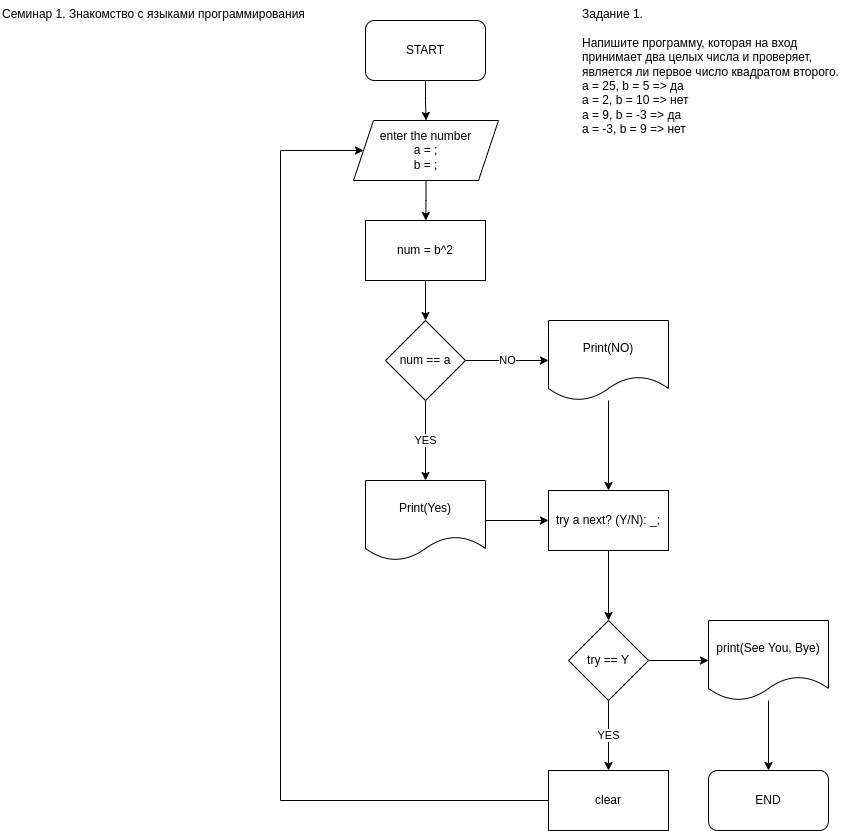 Семинар 1. Знакомство с языками программирования
Задание 1.
Напишите программу, которая на вход
принимает два целых числа и проверяет,
является ли первое число квадратом второго.
a = 25, b = 5 => да
a = 2, b = 10 => нет
a = 9, b = -3 => да
a = -3, b = 9 => нет
START
enter the number
a = ;
b = ;
num = b^2
num == a
NO
Print(NO)
YES
Print(Yes)
try a next? (Y/N): _;
try == Y
print(See You, Bye)
YES
clear
END